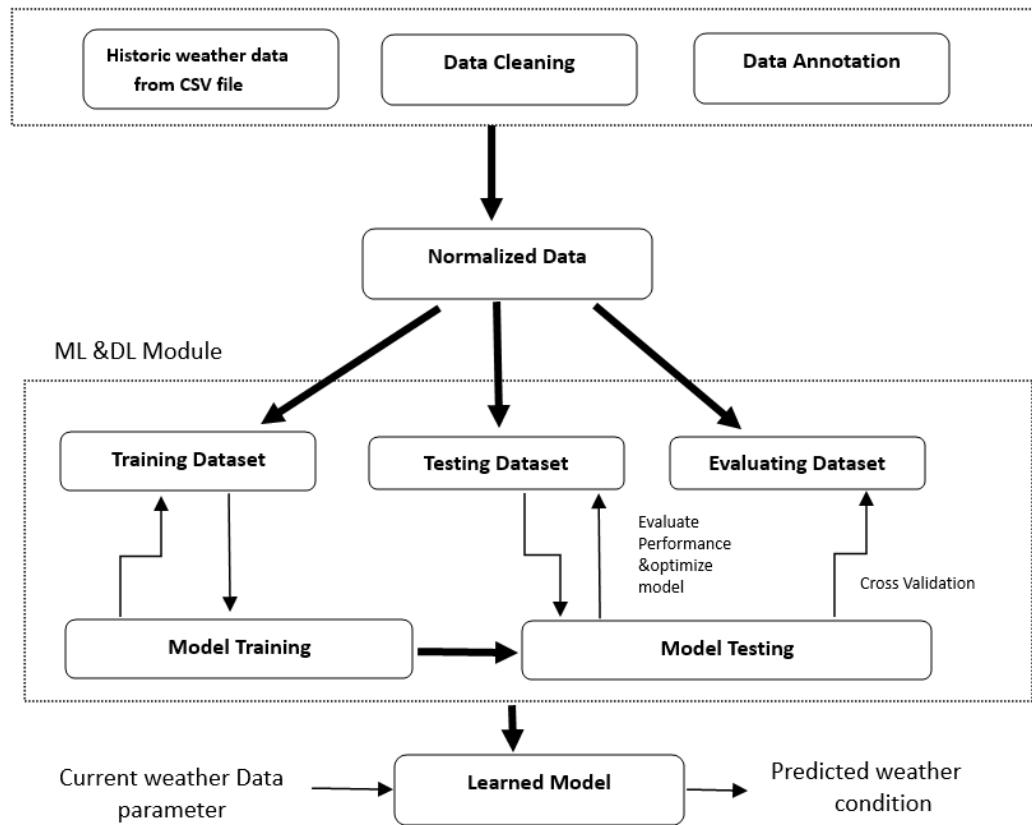 Historic weather data
from CSV file
Data Cleaning
Data Annotation
Normalized Data
ML &DL Module
Training Dataset
Testing Dataset
Evaluating Dataset
Evaluate
Performance
&optimize
model
Cross Validation
Model Training
Model Testing
Current weather Data
parameter
Learned Model
Predicted weather
condition